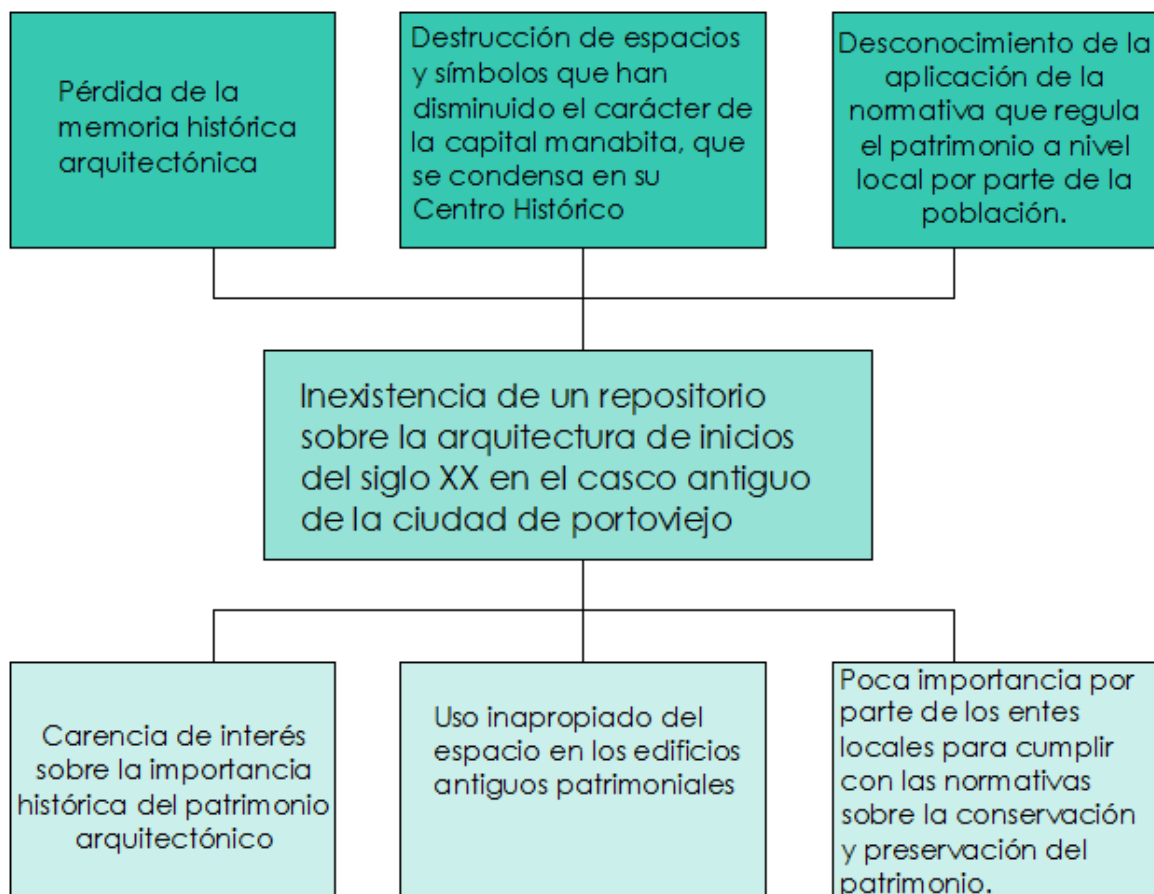 Pérdida de la
memoria histórica
arquitectónica
Destrucción de espacios
y símbolos que han
disminuido el carácter de
la capital manabita, que
se condensa en su
Centro Histórico
Desconocimiento de la
aplicación de la
normativa que regula
el patrimonio a nivel
local por parte de la
población.
Inexistencia de un repositorio
sobre la arquitectura de inicios
del siglo XX en el casco antiguo
de la ciudad de portoviejo
Carencia de interés
sobre la importancia
histórica del patrimonio
arquitectónico
Uso inapropiado del
espacio en los edificios
antiguos patrimoniales
Poca importancia por
parte de los entes
locales para cumplir
con las normativas
sobre la conservación
y preservación del
patrimonio.